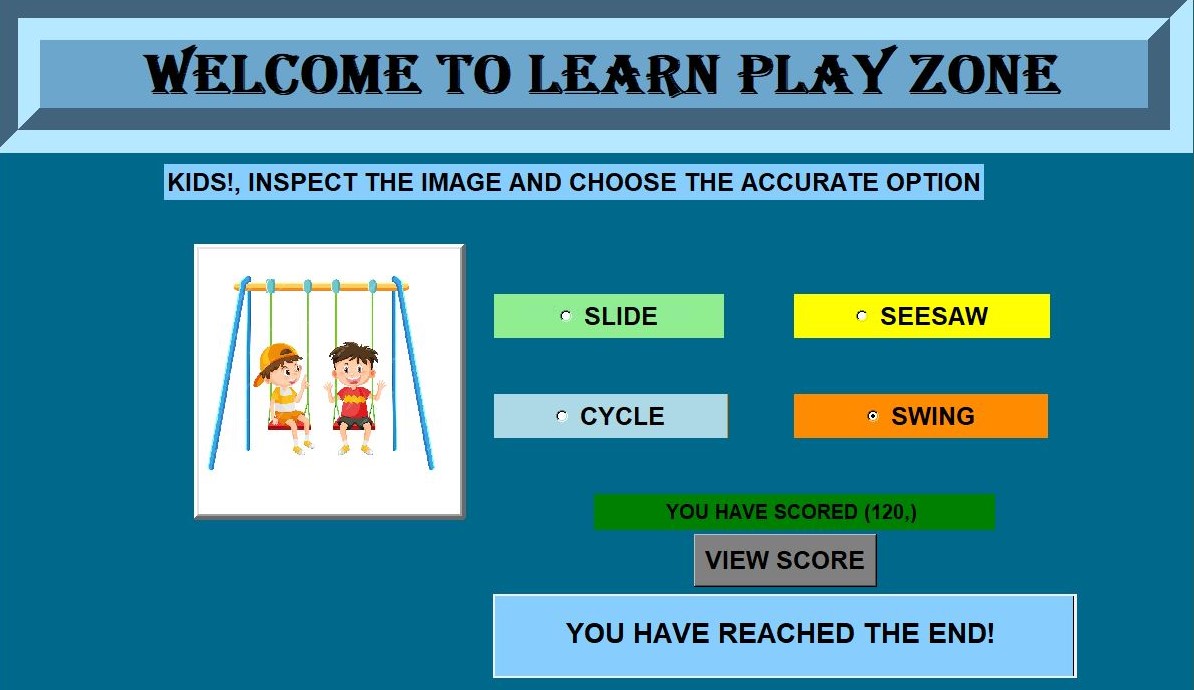 WELCOME TO LEARN PLAY ZONE
KIDS!, INSPECT THE IMAGE AND CHOOSE THE ACCURATE OPTION
SLIDE
SEESAW
CYCLE
SWING
YOU HAVE SCORED (120,)
VIEW SCORE
YOU HAVE REACHED THE END!